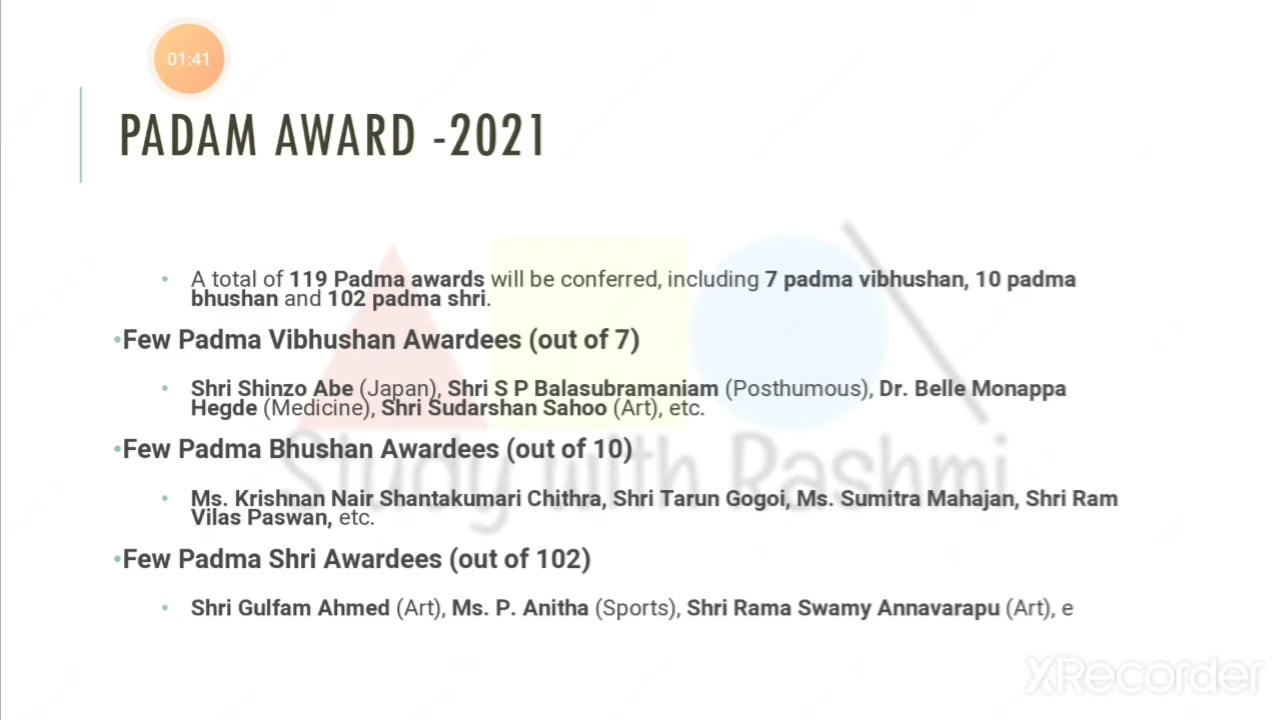 01:41
PADAM AWARD -2021
• A total of 119 Padma awards will be conferred, including 7 padma vibhushan, 10 padma
bhushan and 102 padma shri.
•Few Padma Vibhushan Awardees (out of 7)
• Shri Shinzo Abe (Japan), Shri S P Balasubramaniam (Posthumous), Dr. Belle Monappa
Hegde (Medicine), Shri Sudarshan Sahoo (Art), etc.
•Few Padma Bhushan Awardees (out of 10)
Study with Rashmi
• Ms. Krishnan Nair Shantakumari Chithra, Shri Tarun Gogoi, Ms. Sumitra Mahajan, Shri Ram
Vilas Paswan, etc.
•Few Padma Shri Awardees (out of 102)
• Shri Gulfam Ahmed (Art), Ms. P. Anitha (Sports), Shri Rama Swamy Annavarapu (Art), e
XRecorder